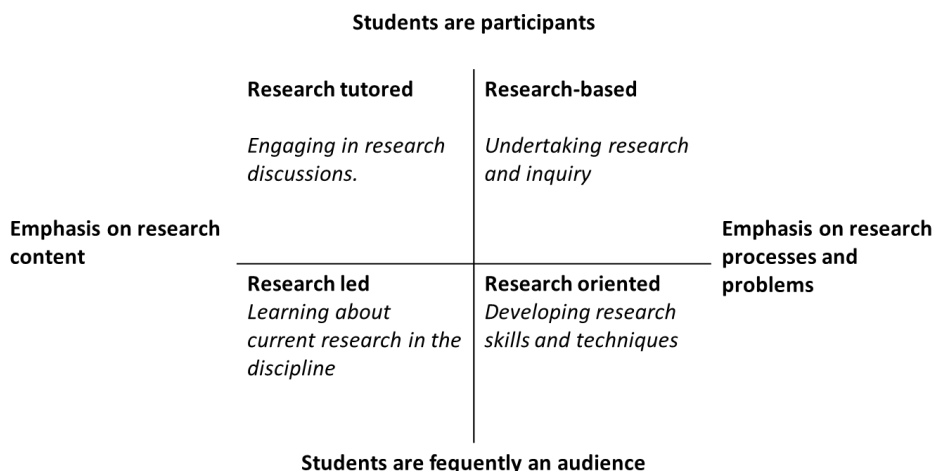 Students are participants
Research tutored
Engaging in research
discussions.
Research-based
Undertaking research
and inquiry
Emphasis on research
content
Emphasis on research
processes and
problems
Research led
Learning about
current research in the
discipline
Research oriented
Developing research
skills and techniques
Students are fequently an audience